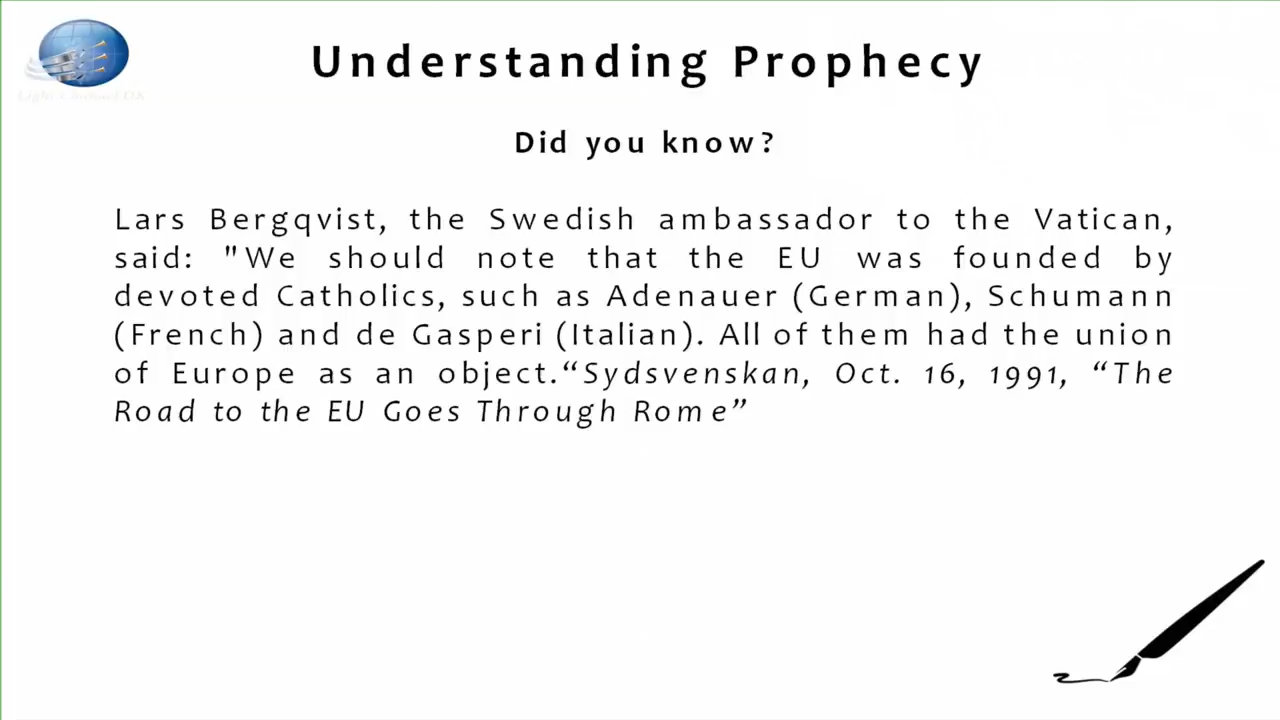 Understanding Prophecy
Did you know?
Lars Bergqvist, the Swedish ambassador to the Vatican,
said: "We should note that the EU was founded by
devoted Catholics, such as Adenauer (German), Schumann
(French) and de Gasperi (Italian). All of them had the union
of Europe as an object.“Sydsvenskan, Oct. 16, 1991, “The
Road to the EU Goes Through Rome”